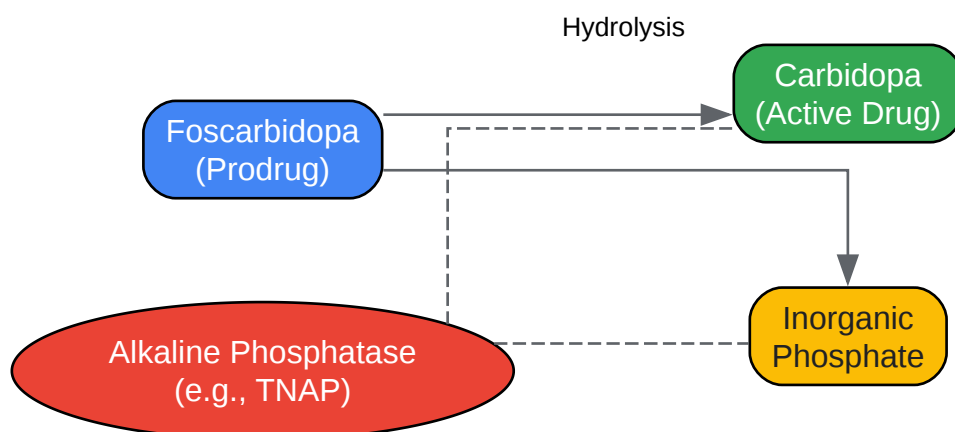 Hydrolysis
Carbidopa
(Active Drug)
Foscarbidopa
(Prodrug)
Inorganic
Phosphate
Alkaline Phosphatase
(e.g., TNAP)